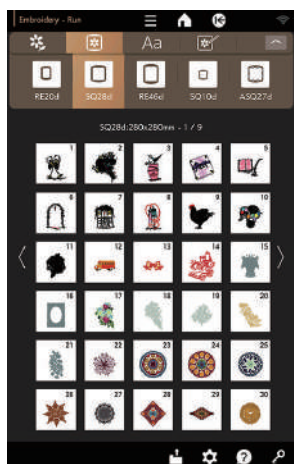 Embroidery - Run
Aa
RE20d SQ28d RE46d SQ10d ASQ27d
SQ28d:280x280mm - 1 / 9
1 2 3 4 5
6 7 8 9 10
11 12 13 14 15
16 17 18 19 20
21 22 23 24 25
26 27 28 29 30